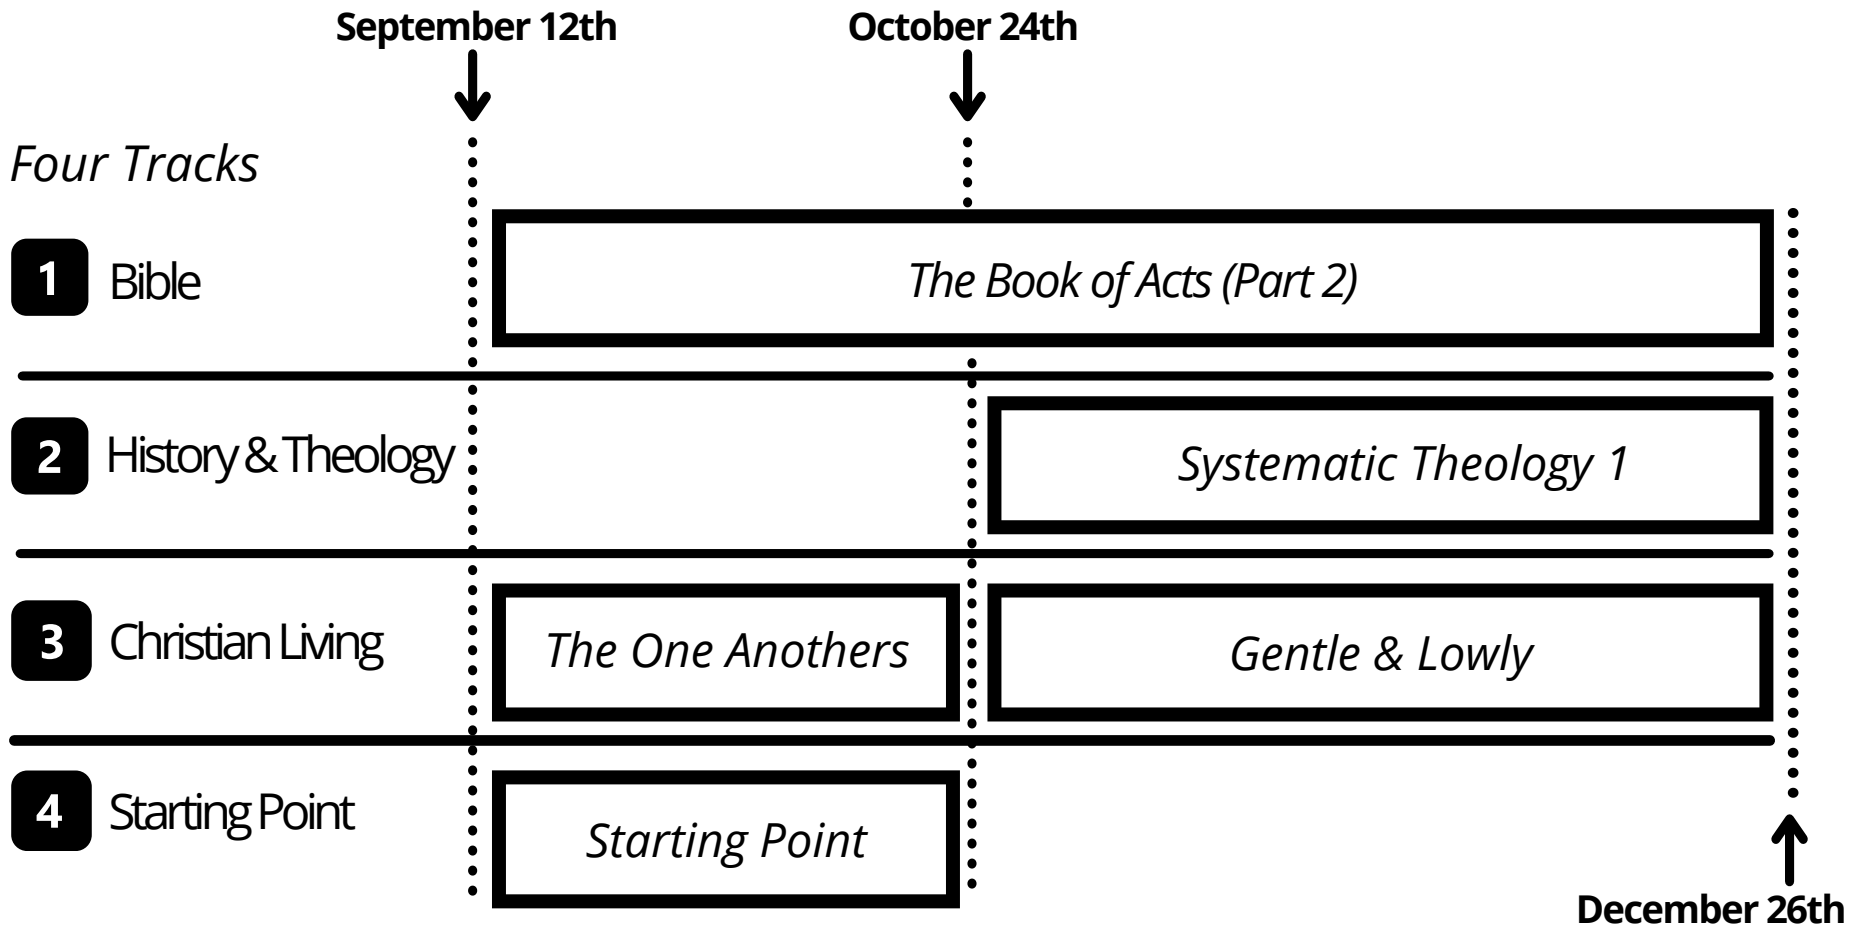 September 12th
October 24th
Four Tracks
1 Bible
The Book of Acts (Part 2)
2 History & Theology
Systematic Theology 1
3 Christian Living
The One Anothers
Gentle & Lowly
4 Starting Point
Starting Point
December 26th